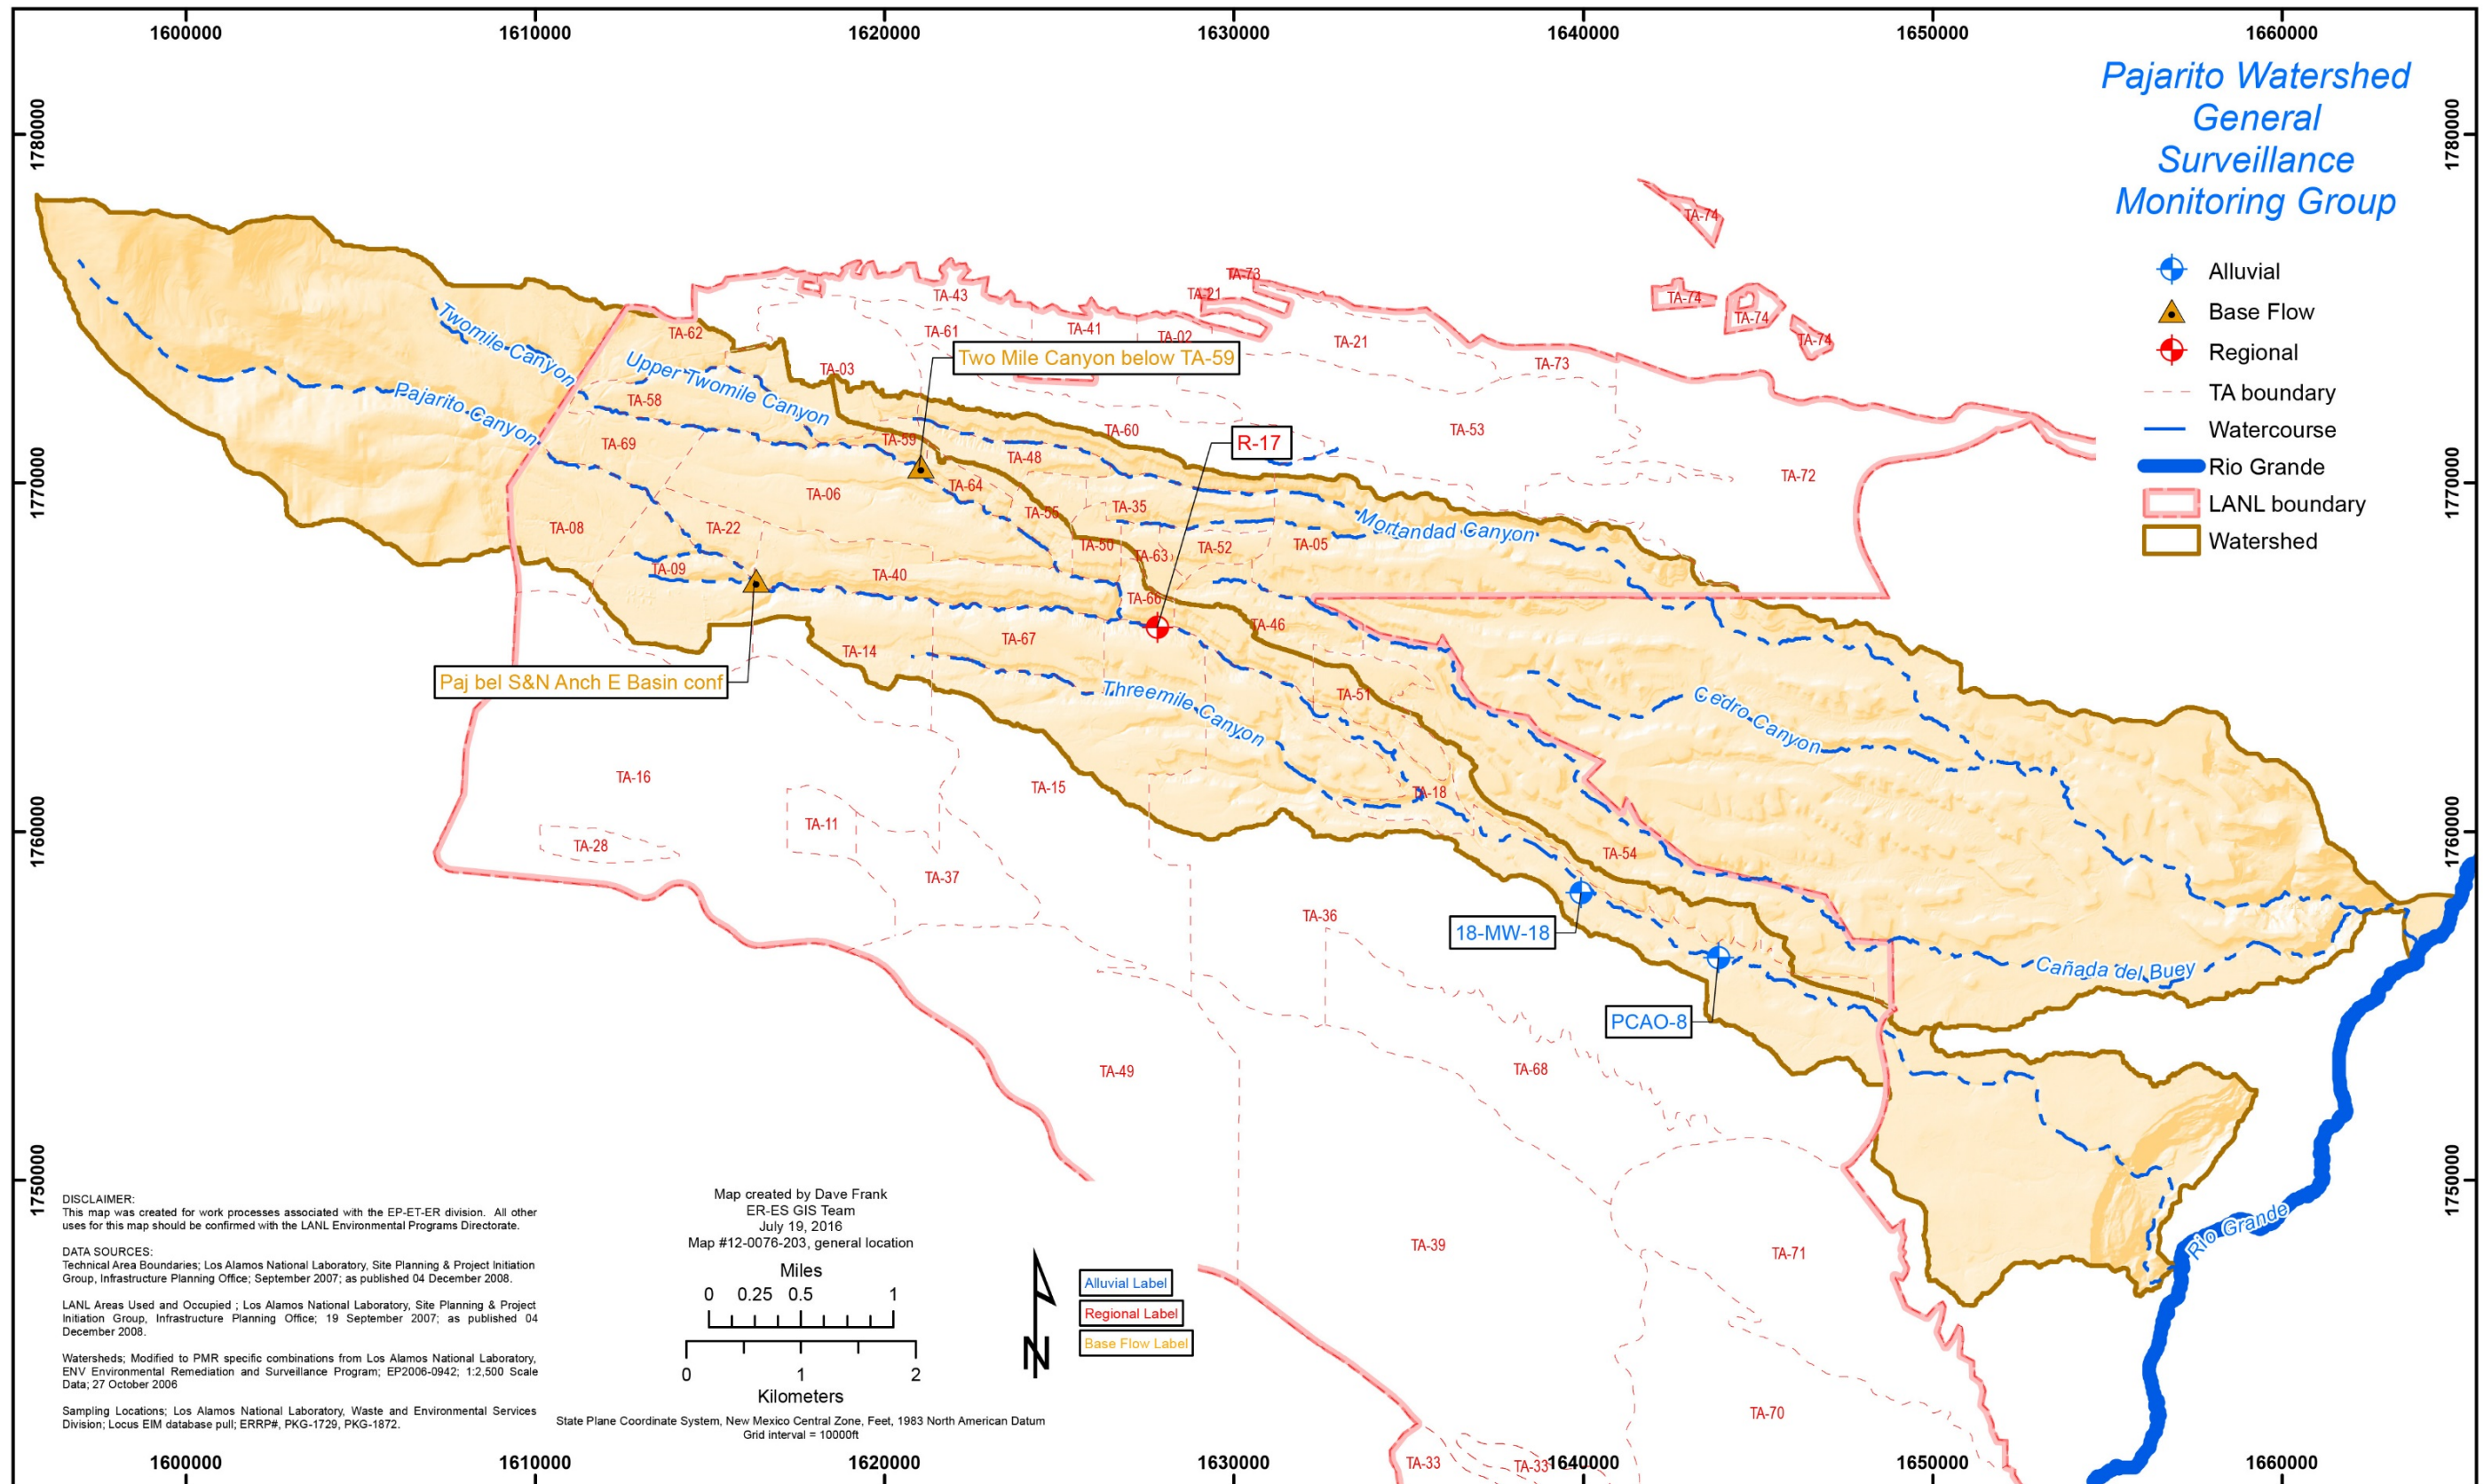 1600000 1610000 1620000 1630000 1640000 1650000 1660000
Pajarito Watershed
General
Surveillance
Monitoring Group
Alluvial
Base Flow
Regional
TA boundary
Watercourse
Rio Grande
LANL boundary
Watershed
1780000
1780000
1770000
1770000
1760000
1760000
1750000
1750000
TA-74
TA-74
TA-74
TA-74
TA-73
TA-21
TA-43
TA-62
TA-61
TA-41
TA-02
TA-21
TA-73
TA-03
Two Mile Canyon below TA-59
Twomile Canyon
Upper Twomile Canyon
Pajarito Canyon
TA-58
TA-69
TA-59
TA-60
TA-53
R-17
TA-48
TA-72
TA-06
TA-64
TA-55
TA-35
Mortandad Canyon
TA-08
TA-22
TA-50
TA-63
TA-52
TA-05
TA-09
TA-40
TA-66
TA-46
TA-67
TA-14
Paj bel S&N Anch E Basin conf
Threemile Canyon
TA-51
Cedro Canyon
TA-16
TA-15
TA-18
TA-11
TA-28
TA-54
TA-37
TA-36
18-MW-18
Cañada del Buey
PCAO-8
TA-49
TA-68
TA-39
TA-71
Rio Grande
TA-70
TA-33
TA-33
DISCLAIMER:
This map was created for work processes associated with the EP-ET-ER division. All other
uses for this map should be confirmed with the LANL Environmental Programs Directorate.
DATA SOURCES:
Technical Area Boundaries; Los Alamos National Laboratory, Site Planning & Project Initiation
Group, Infrastructure Planning Office; September 2007; as published 04 December 2008.
LANL Areas Used and Occupied ; Los Alamos National Laboratory, Site Planning & Project
Initiation Group, Infrastructure Planning Office; 19 September 2007; as published 04
December 2008.
Watersheds; Modified to PMR specific combinations from Los Alamos National Laboratory,
ENV Environmental Remediation and Surveillance Program; EP2006-0942; 1:2,500 Scale
Data; 27 October 2006
Sampling Locations; Los Alamos National Laboratory, Waste and Environmental Services
Division; Locus EIM database pull; ERRP#, PKG-1729, PKG-1872.
Map created by Dave Frank
ER-ES GIS Team
July 19, 2016
Map #12-0076-203, general location
Miles
0 0.25 0.5 1
0 1 2
Kilometers
State Plane Coordinate System, New Mexico Central Zone, Feet, 1983 North American Datum
Grid interval = 10000ft
N
Alluvial Label
Regional Label
Base Flow Label
1600000 1610000 1620000 1630000 1640000 1650000 1660000